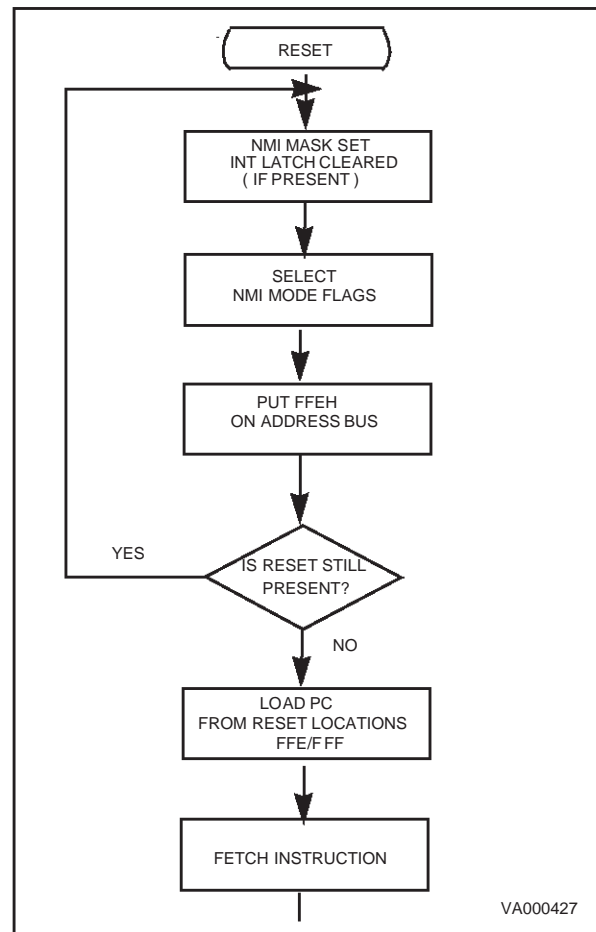 RESET
NMI MASK SET
INT LATCH CLEARED
( IF PRESENT )
SELECT
NMI MODE FLAGS
PUT FFEH
ON ADDRESS BUS
YES
IS RESET STILL
PRESENT?
NO
LOAD PC
FROM RESET LOCATIONS
FFE/FFF
FETCH INSTRUCTION
VA000427